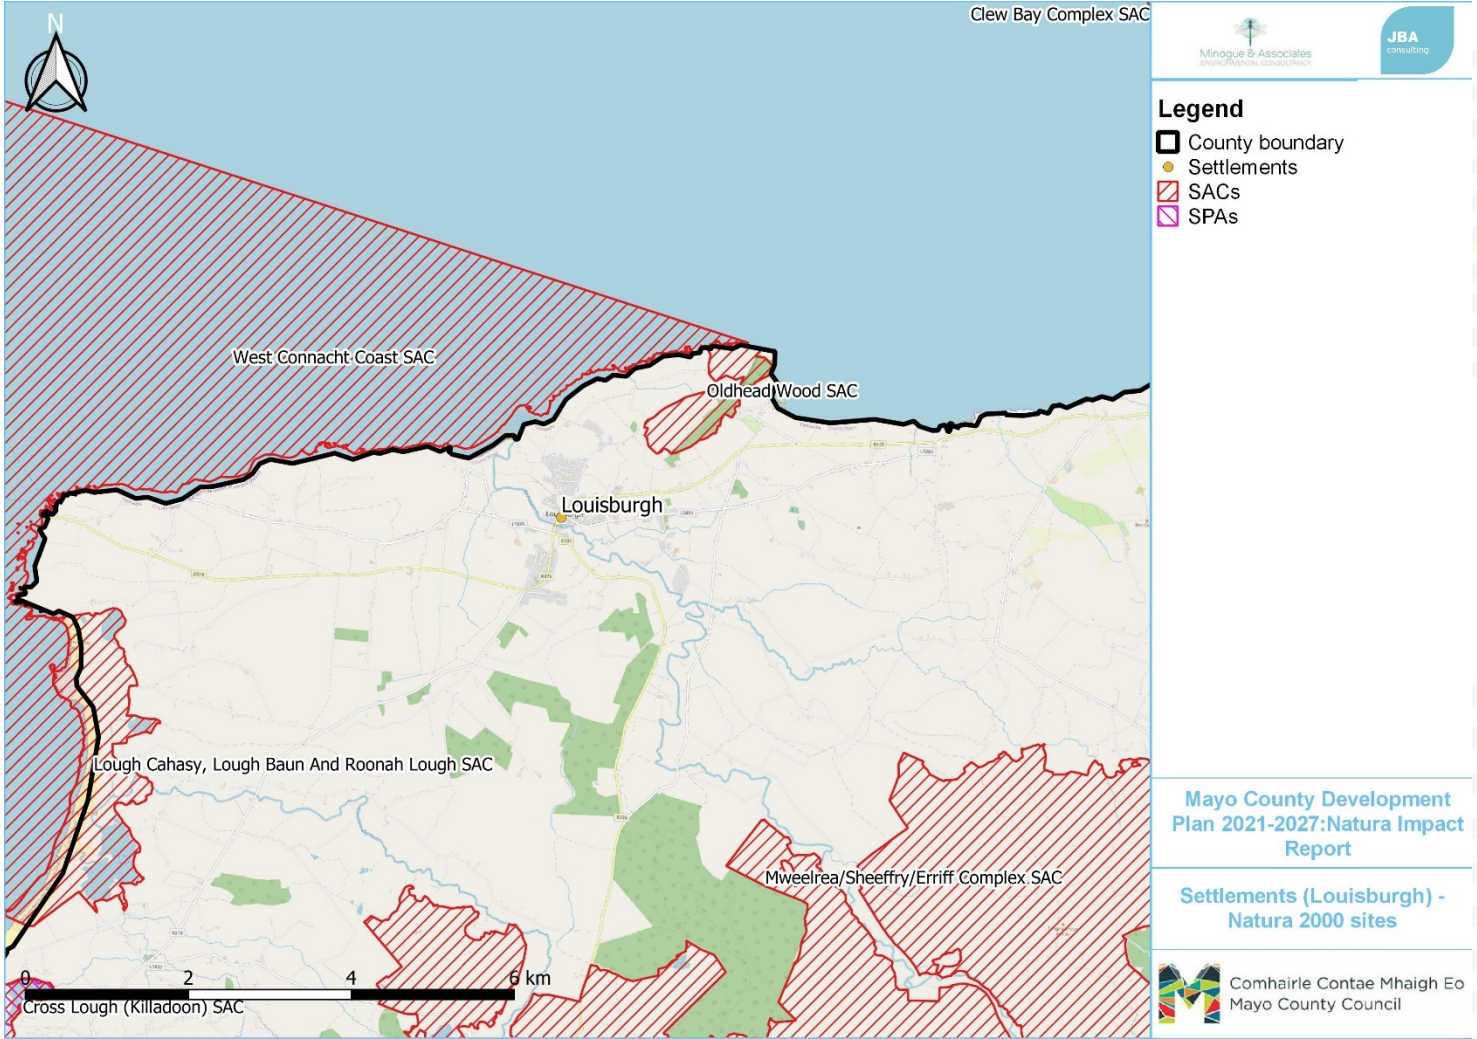 Clew Bay Complex SAC
N
West Connacht Coast SAC
Oldhead Wood SAC
Louisburgh
Lough Cahasy, Lough Baun And Roonah Lough SAC
Mweelrea/Sheeffry/Erriff Complex SAC
0 2 4 6 km
Cross Lough (Killadoon) SAC
Minogue & Associates
ENVIRONMENTAL CONSULTANCY
JBA
consulting
Legend
County boundary
Settlements
SACs
SPAs
Mayo County Development
Plan 2021-2027:Natura Impact
Report
Settlements (Louisburgh) -
Natura 2000 sites
Comhairle Contae Mhaigh Eo
Mayo County Council